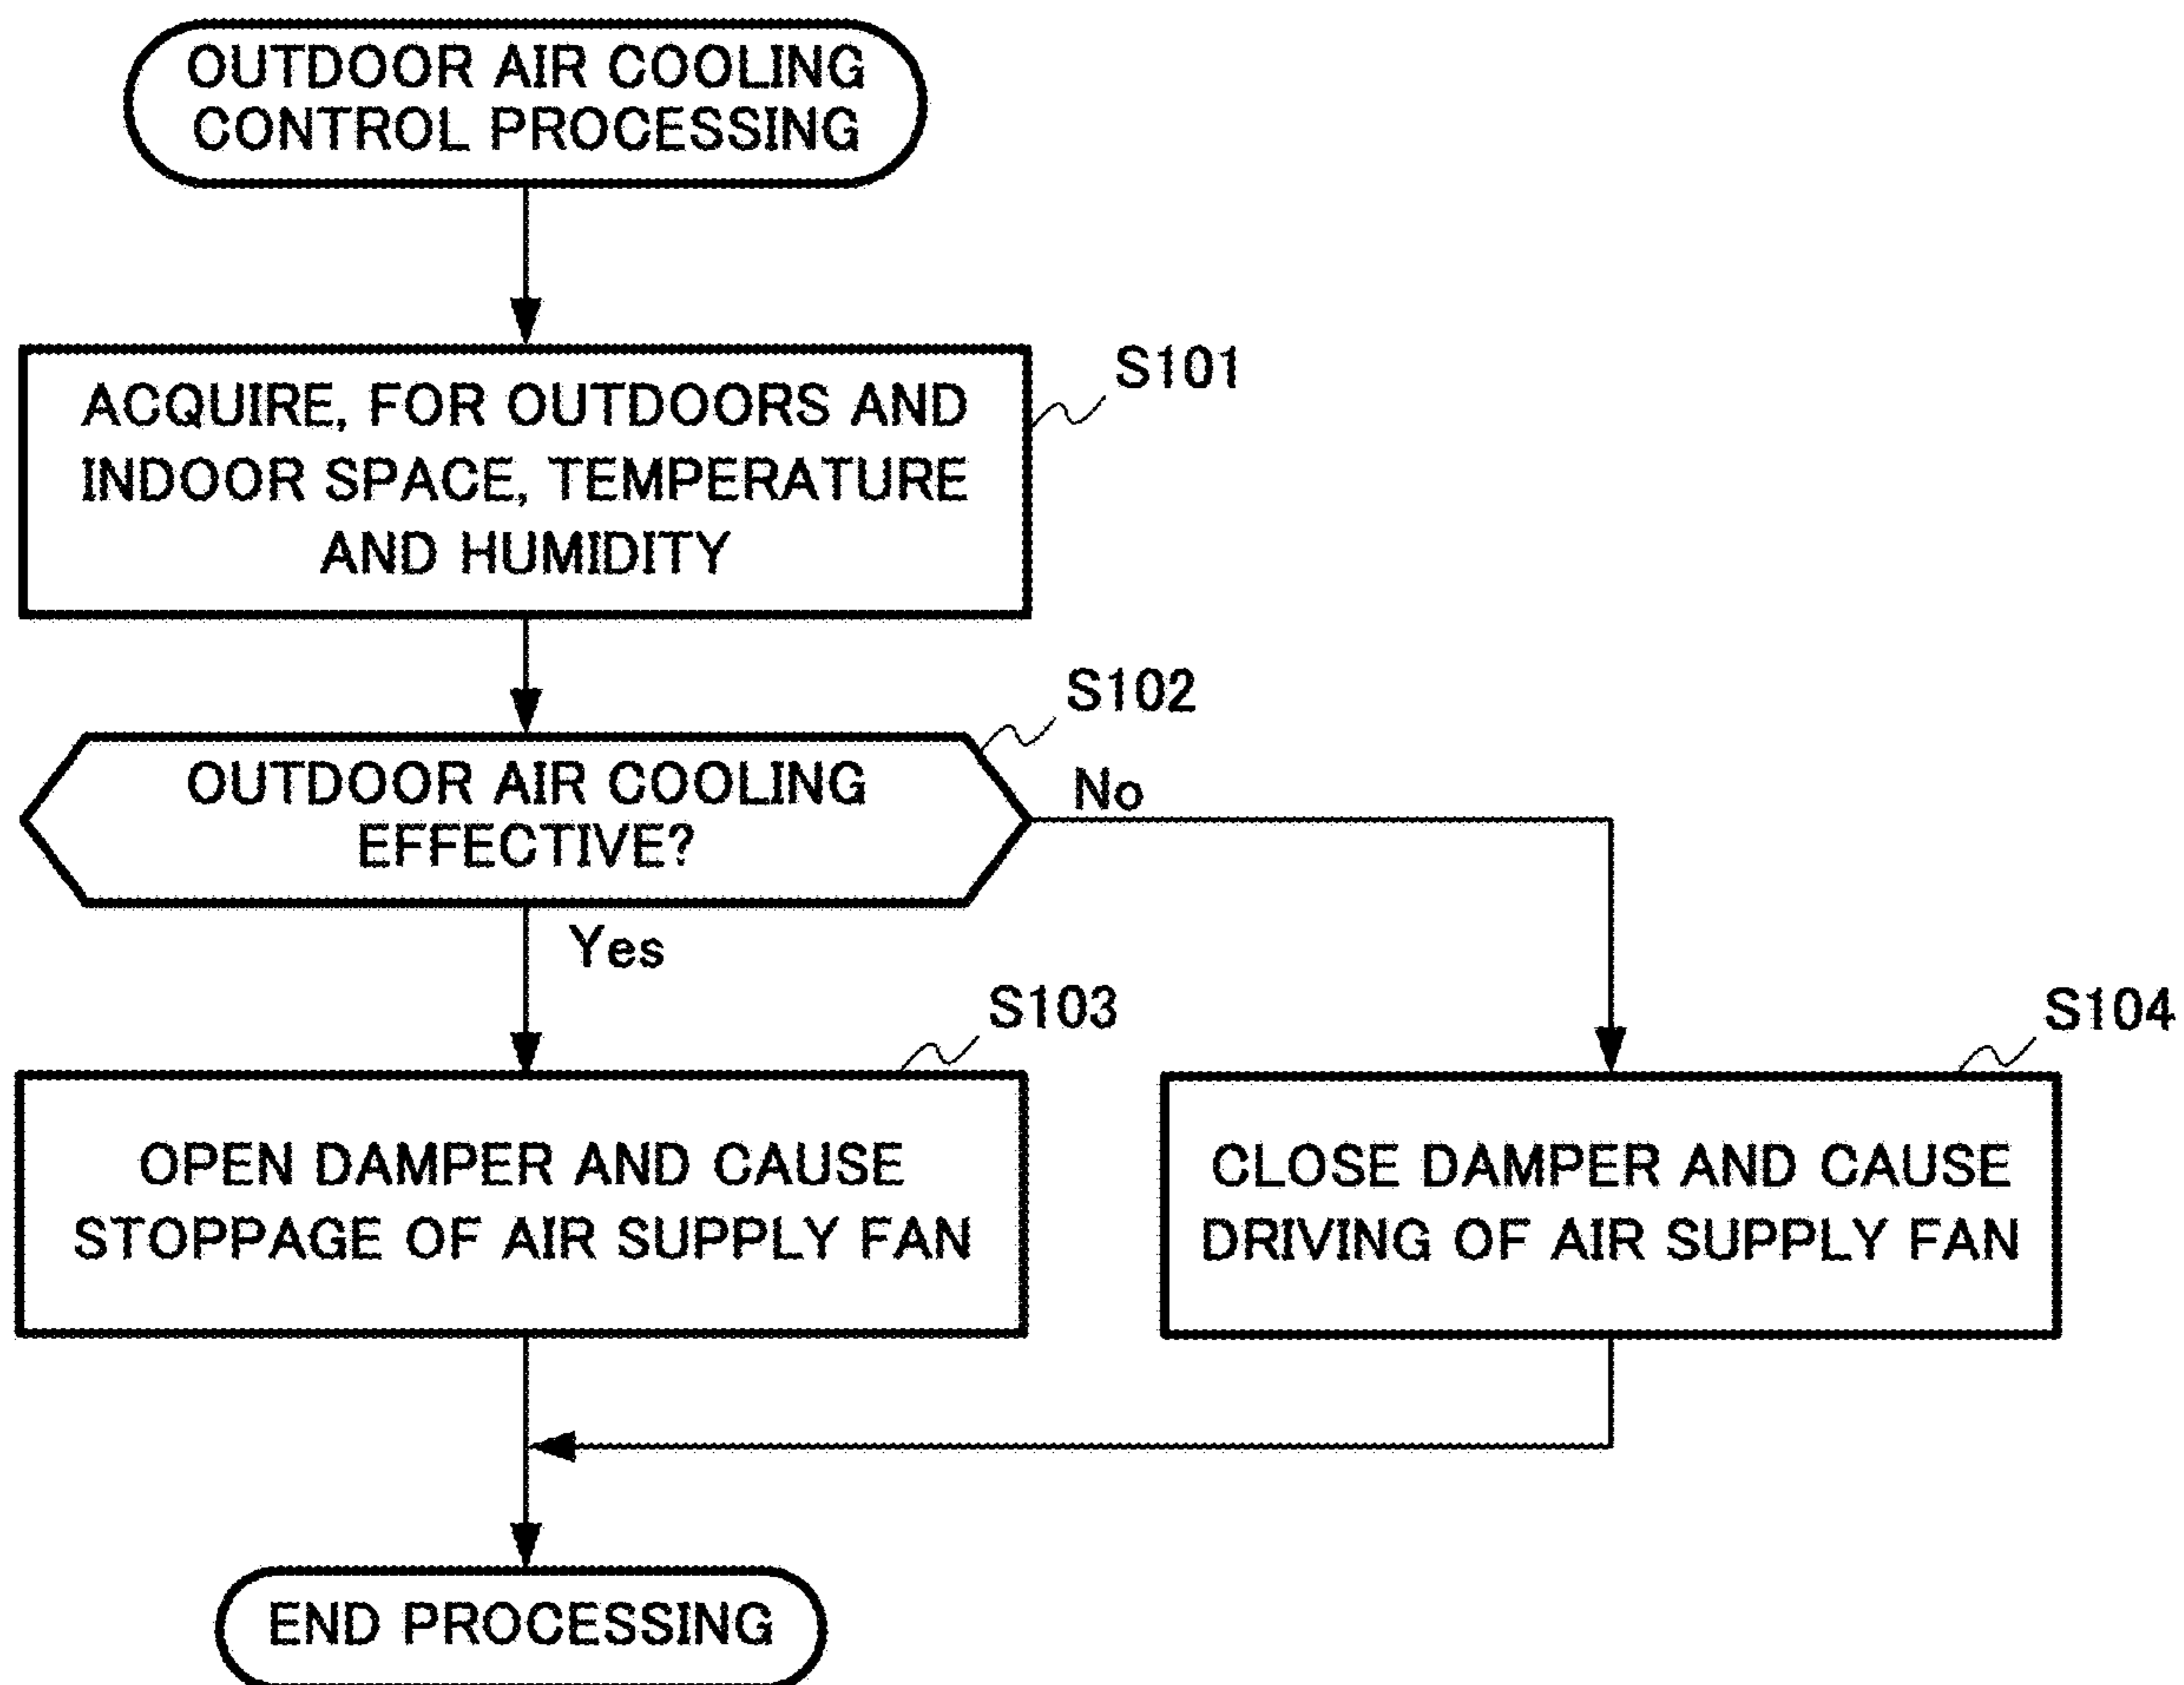 OUTDOOR AIR COOLING
CONTROL PROCESSING
S101
ACQUIRE, FOR OUTDOORS AND
INDOOR SPACE, TEMPERATURE
AND HUMIDITY
S102
OUTDOOR AIR COOLING
EFFECTIVE?
No
Yes
S103
OPEN DAMPER AND CAUSE
STOPPAGE OF AIR SUPPLY FAN
S104
CLOSE DAMPER AND CAUSE
DRIVING OF AIR SUPPLY FAN
END PROCESSING